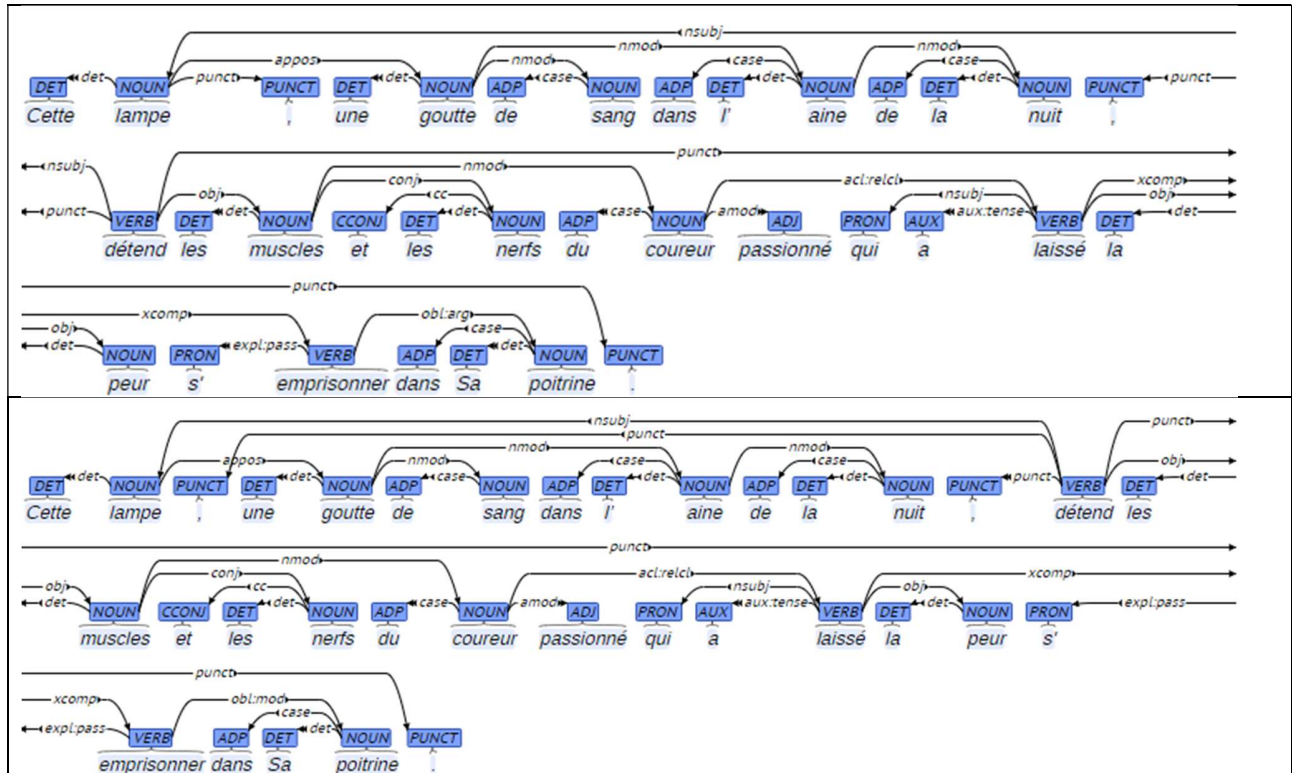 nsubj
nmod nmod
appos nmod case case case
det punct det case det det punct
DET NOUN PUNCT DET NOUN ADP NOUN ADP DET NOUN ADP DET NOUN PUNCT
Cette lampe , une goutte de sang dans l' aine de la nuit ,
punct
nsubj nmod
conj acl:relcl xcomp
obj cc nsubj obj
punct det det case amod aux:tense det
VERB DET NOUN CCONJ DET NOUN ADP NOUN ADJ PRON AUX VERB DET
détend les muscles et les nerfs du coureur passionné qui a laissé la
punct
xcomp obl:arg
obj case
det expl:pass det
NOUN PRON VERB ADP DET NOUN PUNCT
peur s' emprisonner dans Sa poitrine .
nsubj punct
punct
nmod nmod
appos nmod case case obj
det det case det det punct det
DET NOUN PUNCT DET NOUN ADP NOUN ADP DET NOUN ADP DET NOUN PUNCT VERB DET
Cette lampe , une goutte de sang dans l' aine de la nuit , détend les
punct
nmod
conj acl:relcl xcomp
obj cc nsubj obj
det det case amod aux:tense det expl:pass
NOUN CCONJ DET NOUN ADP NOUN ADJ PRON AUX VERB DET NOUN PRON
muscles et les nerfs du coureur passionné qui a laissé la peur s'
punct
xcomp obl:mod
case
expl:pass det
VERB ADP DET NOUN PUNCT
emprisonner dans Sa poitrine .